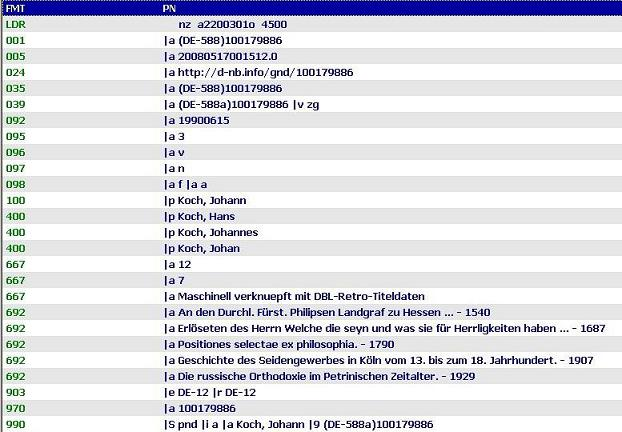 FMT PN
LDR nz a2200301o 4500
001 |a (DE-588)100179886
005 |a 20080517001512.0
024 |a http://d-nb.info/gnd/100179886
035 |a (DE-588)100179886
039 |a (DE-588a)100179886 |v zg
092 |a 19900615
095 |a 3
096 |a v
097 |a n
098 |a f |a a
100 |p Koch, Johann
400 |p Koch, Hans
400 |p Koch, Johannes
400 |p Koch, Johan
667 |a 12
667 |a 7
667 |a Maschinell verknuepft mit DBL-Retro-Titeldaten
692 |a An den Durchl. Fürst. Philipsen Landgraf zu Hessen ... - 1540
692 |a Erlöseten des Herrn Welche die seyn und was sie für Herrligkeiten haben ... - 1687
692 |a Positiones selectae ex philosophia. - 1790
692 |a Geschichte des Seidengewerbes in Köln vom 13. bis zum 18. Jahrhundert. - 1907
692 |a Die russische Orthodoxie im Petrinischen Zeitalter. - 1929
903 |e DE-12 |r DE-12
970 |a 100179886
990 |S pnd |i a |a Koch, Johann |9 (DE-588a)100179886